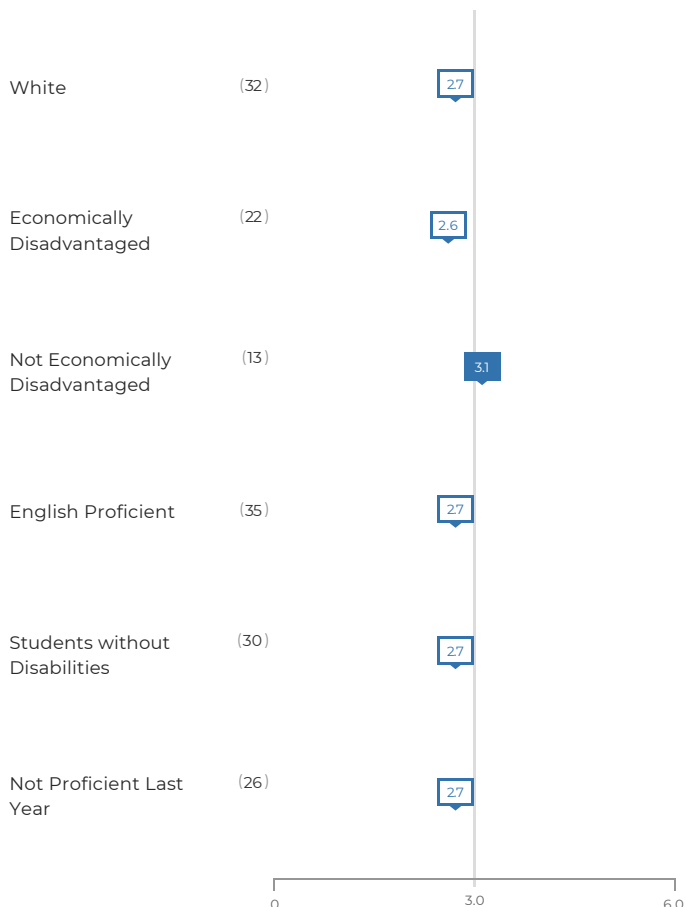 White (32) 2.7
Economically (22) 2.6
Disadvantaged
Not Economically (13) 3.1
Disadvantaged
English Proficient (35) 2.7
Students without (30) 2.7
Disabilities
Not Proficient Last (26) 2.7
Year
0 3.0 6.0